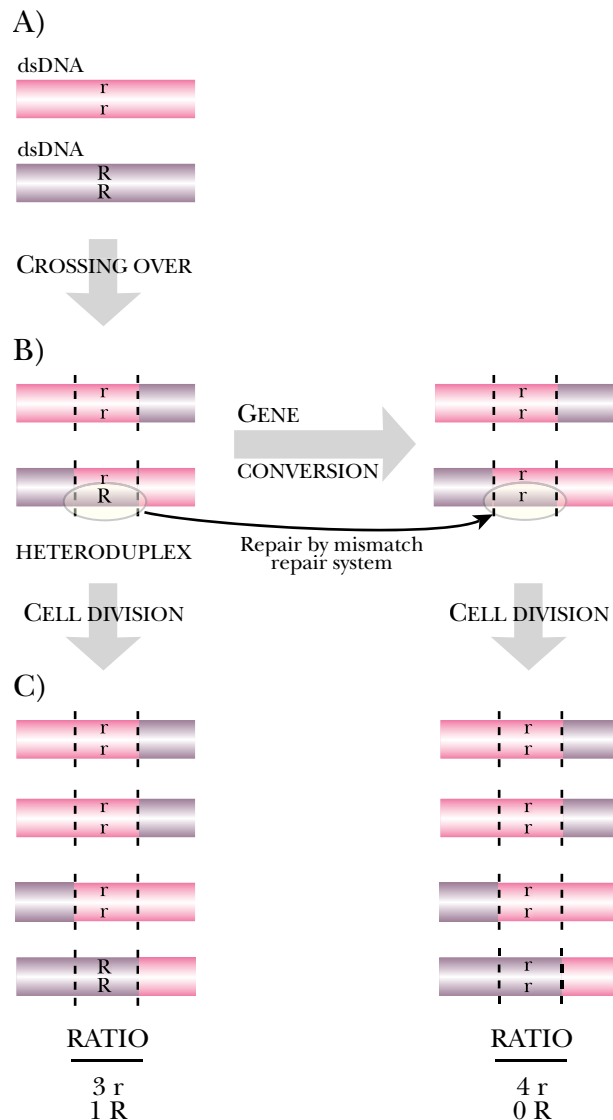 A)
dsDNA
r
r
dsDNA
R
R
CROSSING OVER
B)
r
r
r
R
HETERODUPLEX
GENE
CONVERSION
Repair by mismatch
repair system
r
r
r
r
CELL DIVISION
CELL DIVISION
C)
r
r
r
r
r
r
R
R
RATIO
3 r
1 R
r
r
r
r
r
r
r
r
RATIO
4 r
0 R